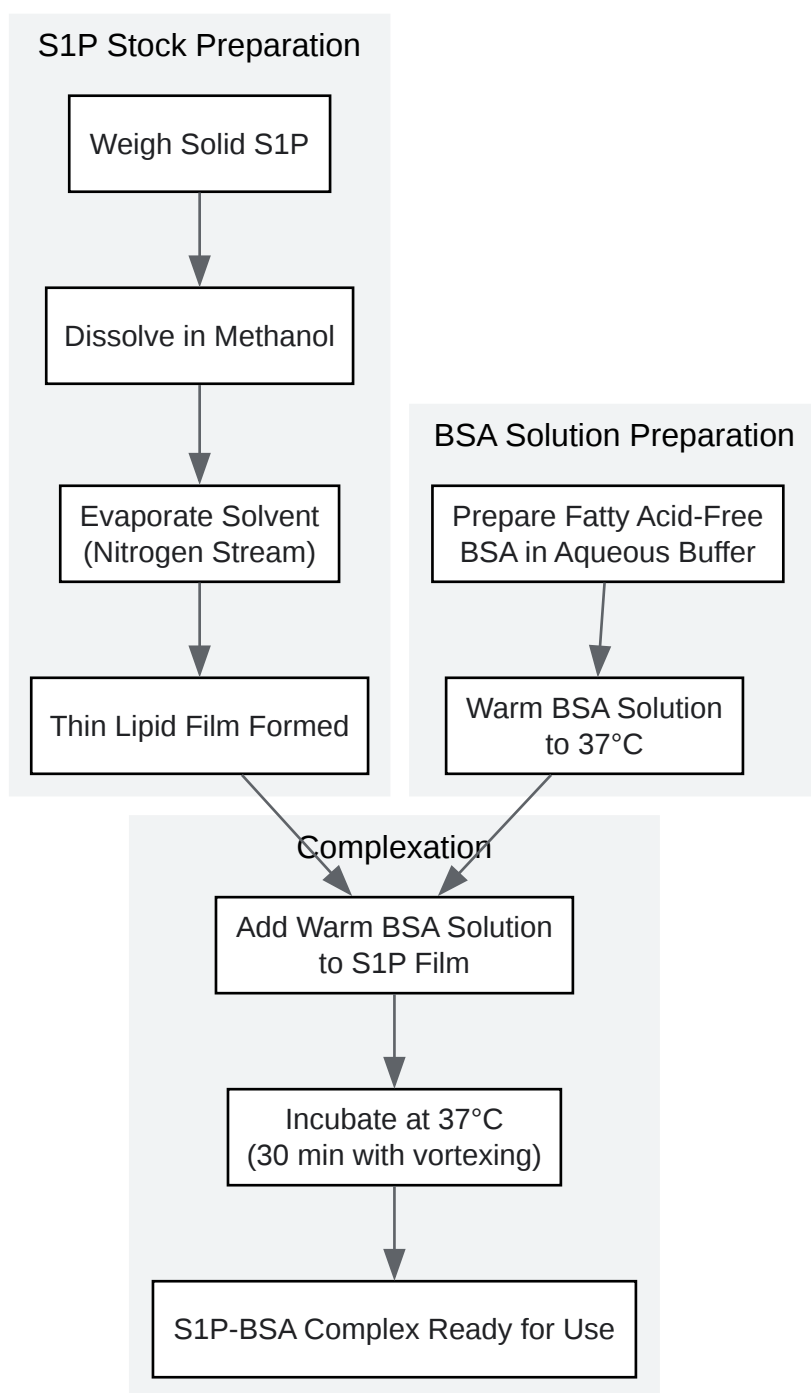 S1P Stock Preparation
Weigh Solid S1P
Dissolve in Methanol
Evaporate Solvent
(Nitrogen Stream)
Thin Lipid Film Formed
BSA Solution Preparation
Prepare Fatty Acid-Free
BSA in Aqueous Buffer
Warm BSA Solution
to 37°C
Complexation
Add Warm BSA Solution
to S1P Film
Incubate at 37°C
(30 min with vortexing)
S1P-BSA Complex Ready for Use